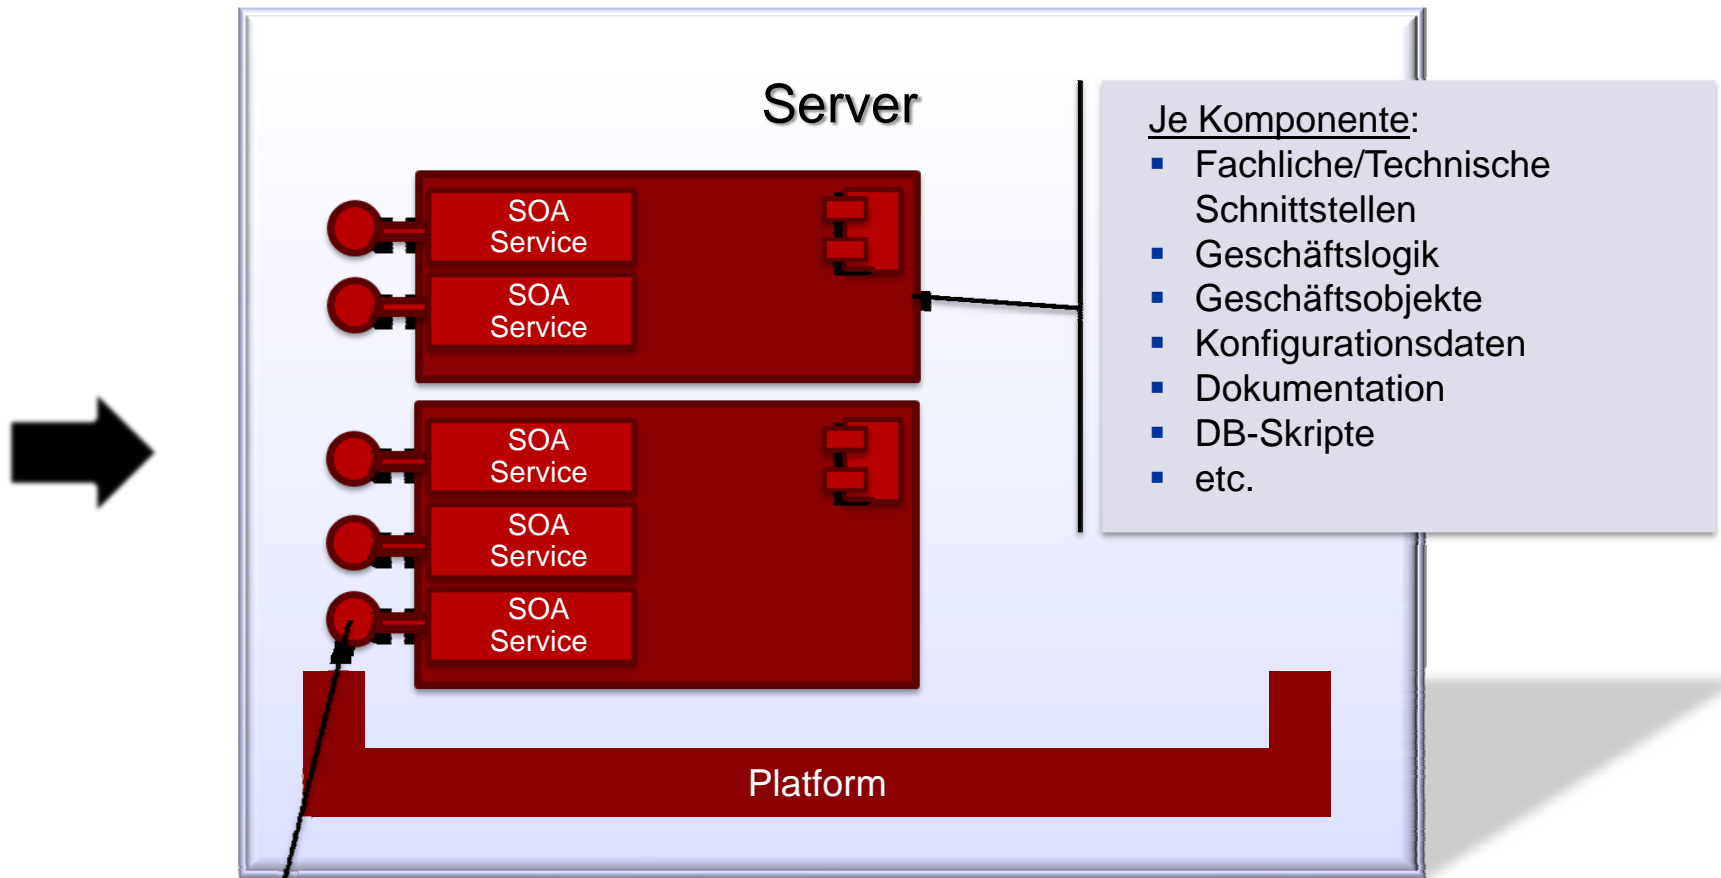 Server
Je Komponente:
Fachliche/Technische
Schnittstellen
Geschäftslogik
Geschäftsobjekte
Konfigurationsdaten
Dokumentation
DB-Skripte
etc.
SOA
Service
SOA
Service
SOA
Service
SOA
Service
SOA
Service
Platform